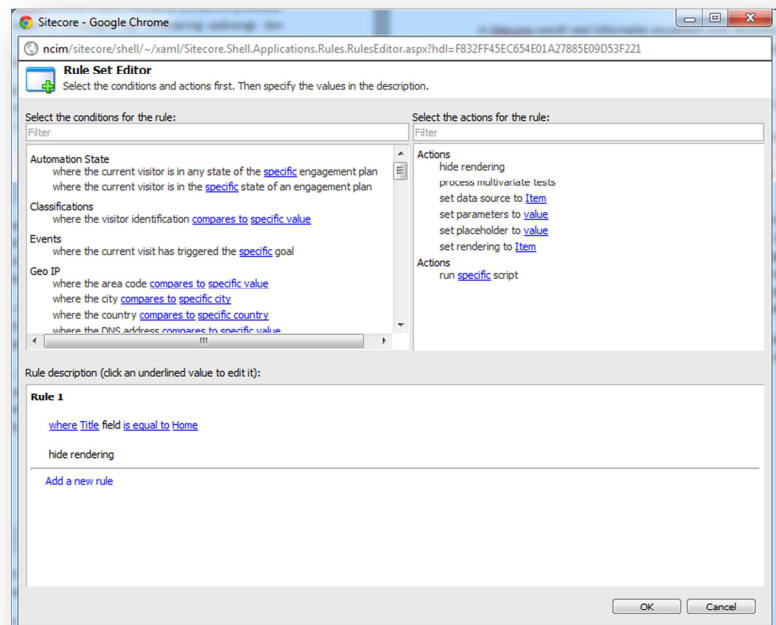 Sitecore - Google Chrome
ncim/sitecore/shell/~/xaml/Sitecore.Shell.Applications.Rules.RulesEditor.aspx?hdl=F832FF45EC654E01A27885E09D53F221
Rule Set Editor
Select the conditions and actions first. Then specify the values in the description.
Select the conditions for the rule:
Filter
Automation State
where the current visitor is in any state of the specific engagement plan
where the current visitor is in the specific state of an engagement plan
Classifications
where the visitor identification compares to specific value
Events
where the current visit has triggered the specific goal
Geo IP
where the area code compares to specific value
where the city compares to specific city
where the country compares to specific country
where the DNS address compares to specific value
Select the actions for the rule:
Filter
Actions
hide rendering
process multivariate tests
set data source to Item
set parameters to value
set placeholder to value
set rendering to Item
Actions
run specific script
Rule description (click an underlined value to edit it):
Rule 1
where Title field is equal to Home
hide rendering
Add a new rule
OK
Cancel